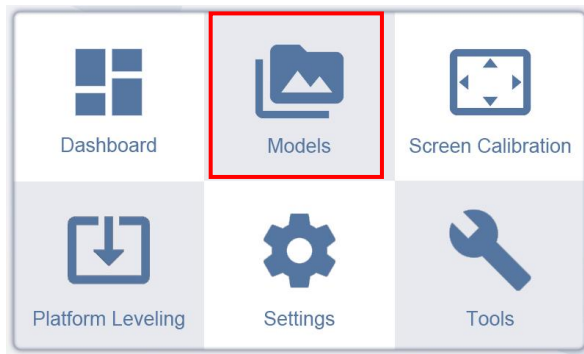 Dashboard
Models
Screen Calibration
Platform Leveling
Settings
Tools